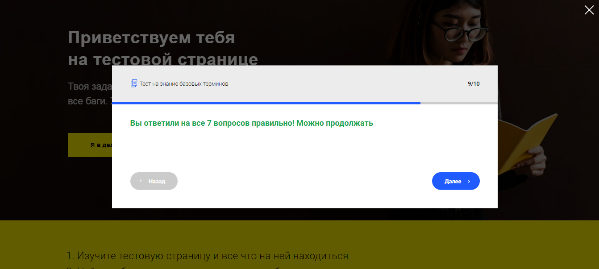 Приветствуем тебя
на тестовой странице
Твоя зада
все баги.
Тест на знание базовых терминов
9/10
Вы ответили на все 7 вопросов правильно! Можно продолжать
Я в дел
Назад
Далее
1. Изучите тестовую страницу и все что на ней находиться